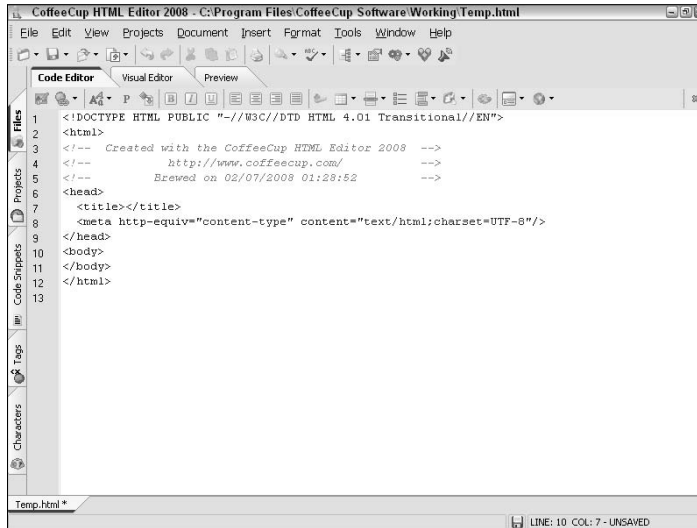 CoffeeCup HTML Editor 2008 - C:\Program Files\CoffeeCup Software\Working\Temp.html
File Edit View Projects Document Insert Format Tools Window Help
Code Editor Visual Editor Preview
Files
Projects
Code Snippets
Tags
Characters
1 <!DOCTYPE HTML PUBLIC "-//W3C//DTD HTML 4.01 Transitional//EN">
2 <html>
3 <!-- Created with the CoffeeCup HTML Editor 2008 -->
4 <!-- http://www.coffeecup.com/ -->
5 <!-- Brewed on 02/07/2008 01:28:52 -->
6 <head>
7 <title></title>
8 <meta http-equiv="content-type" content="text/html;charset=UTF-8"/>
9 </head>
10 <body>
11 </body>
12 </html>
13
Temp.html *
LINE: 10 COL: 7 - UNSAVED